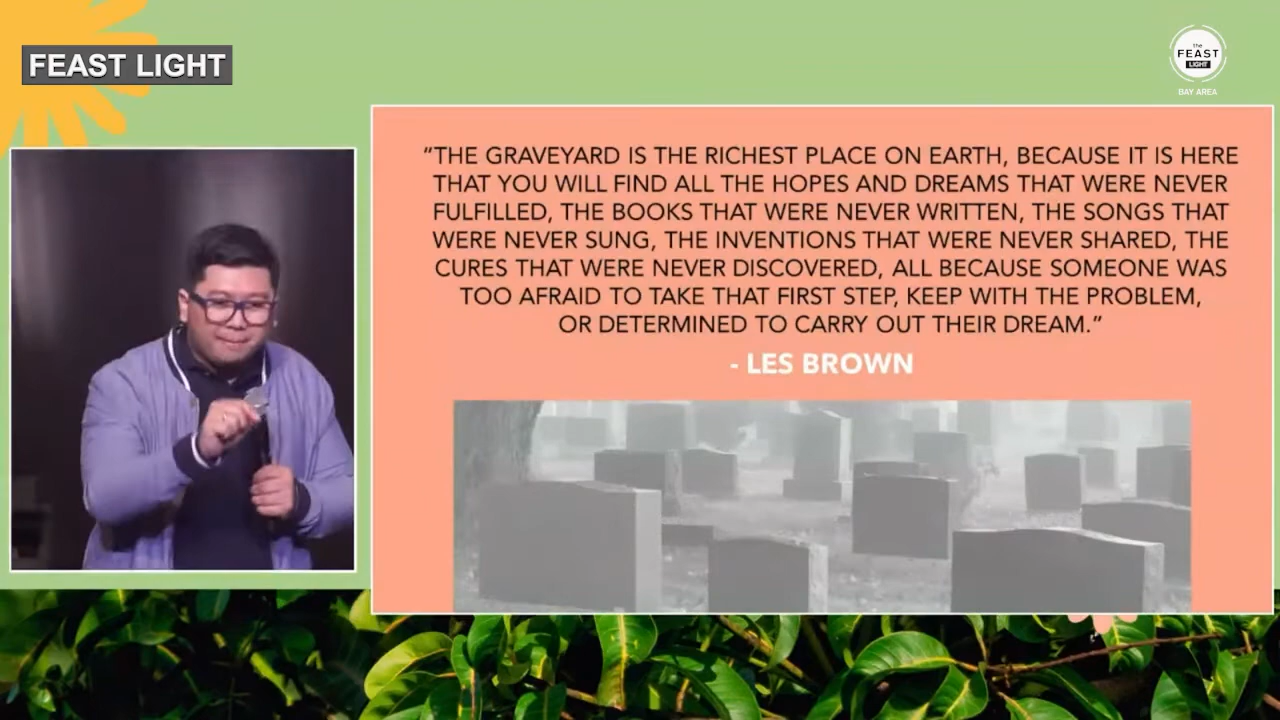 FEAST LIGHT
the
FEAST
LIGHT
BAY AREA
“THE GRAVEYARD IS THE RICHEST PLACE ON EARTH, BECAUSE IT IS HERE
THAT YOU WILL FIND ALL THE HOPES AND DREAMS THAT WERE NEVER
FULFILLED, THE BOOKS THAT WERE NEVER WRITTEN, THE SONGS THAT
WERE NEVER SUNG, THE INVENTIONS THAT WERE NEVER SHARED, THE
CURES THAT WERE NEVER DISCOVERED, ALL BECAUSE SOMEONE WAS
TOO AFRAID TO TAKE THAT FIRST STEP, KEEP WITH THE PROBLEM,
OR DETERMINED TO CARRY OUT THEIR DREAM.”
- LES BROWN